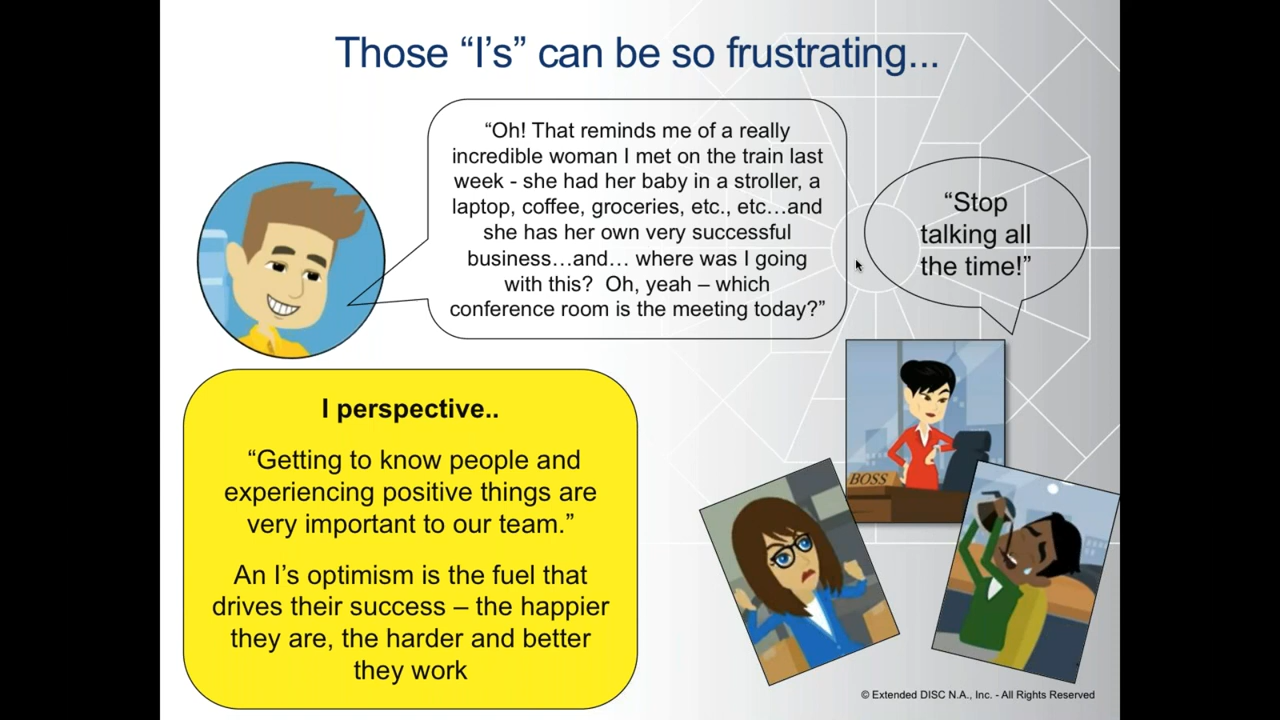 Those “I’s” can be so frustrating...
“Oh! That reminds me of a really
incredible woman I met on the train last
week - she had her baby in a stroller, a
laptop, coffee, groceries, etc., etc…and
she has her own very successful
business…and… where was I going
with this?  Oh, yeah – which
conference room is the meeting today?”
“Stop
talking all
the time!”
I perspective..
“Getting to know people and
experiencing positive things are
very important to our team.”
An I’s optimism is the fuel that
drives their success – the happier
they are, the harder and better
they work
BOSS
© Extended DISC N.A., Inc. - All Rights Reserved